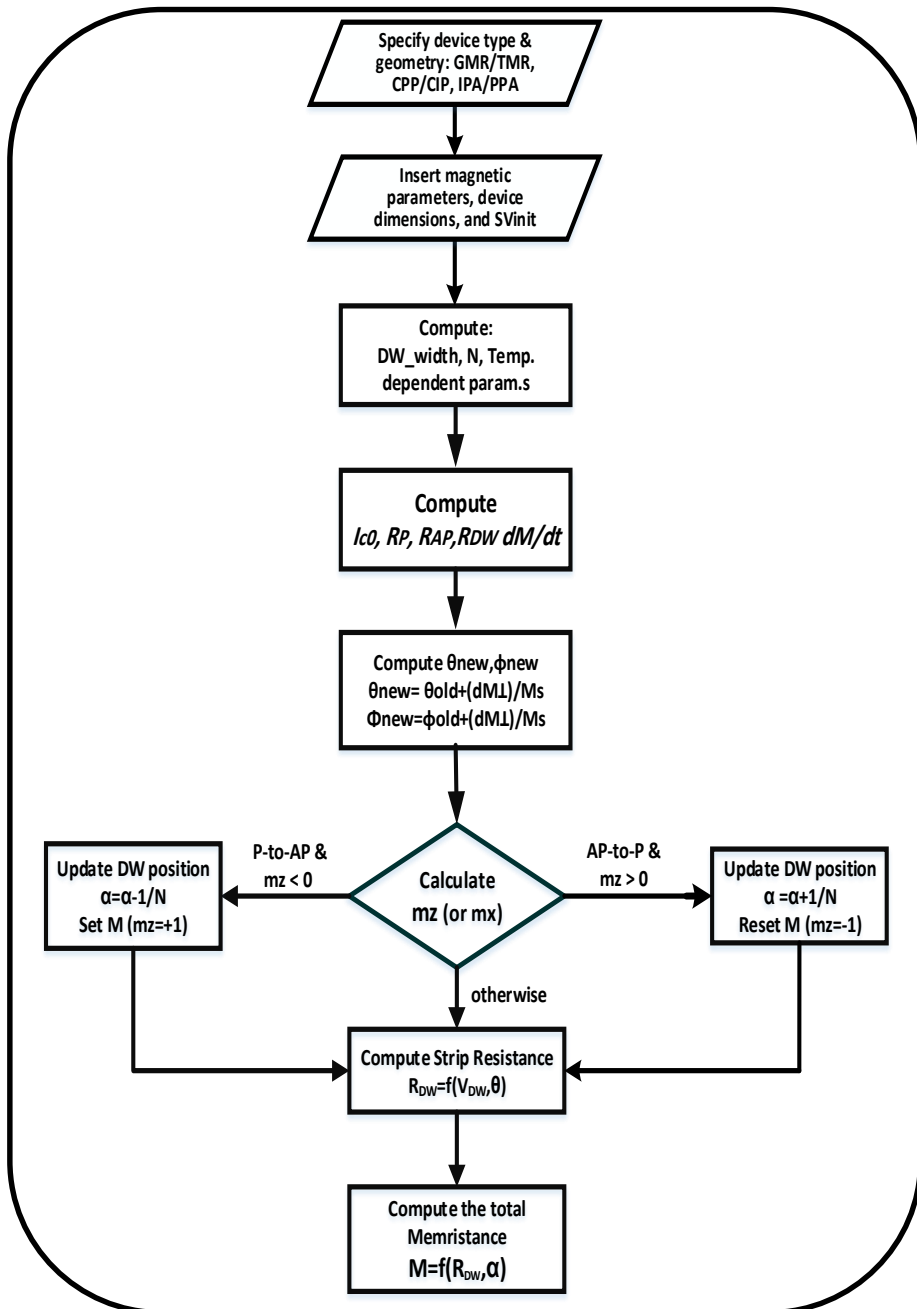 Specify device type &
geometry: GMR/TMR,
CPP/CIP, IPA/PPA
Insert magnetic
parameters, device
dimensions, and SVinit
Compute:
DW_width, N, Temp.
dependent param.s
Compute
Ic0, RP, RAP,RDW dM/dt
Compute θnew,ϕnew
θnew= θold+(dM⊥)/Ms
Φnew=ϕold+(dM⊥)/Ms
P-to-AP &
mz < 0
AP-to-P &
mz > 0
Update DW position
α=α-1/N
Set M (mz=+1)
Calculate
mz (or mx)
Update DW position
α =α+1/N
Reset M (mz=-1)
otherwise
Compute Strip Resistance
RDW=f(VDW,θ)
Compute the total
Memristance
M=f(RDW,α)